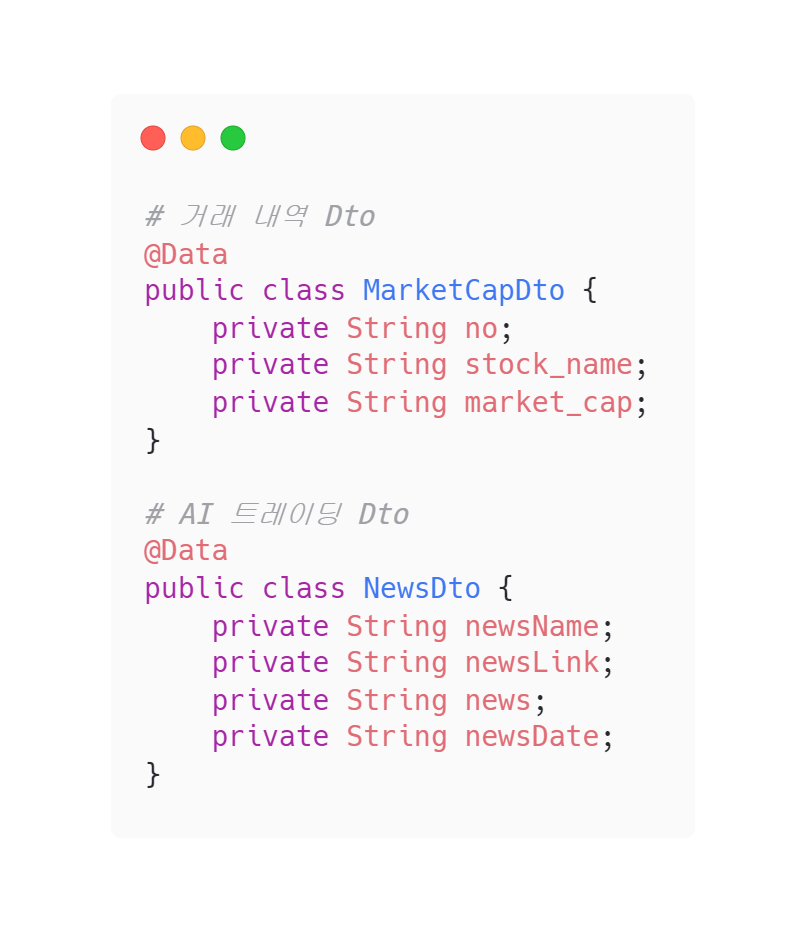 # 거래 내역 Dto
@Data
public class MarketCapDto {
    private String no;
    private String stock_name;
    private String market_cap;
}

# AI 트레이딩 Dto
@Data
public class NewsDto {
    private String newsName;
    private String newsLink;
    private String news;
    private String newsDate;
}